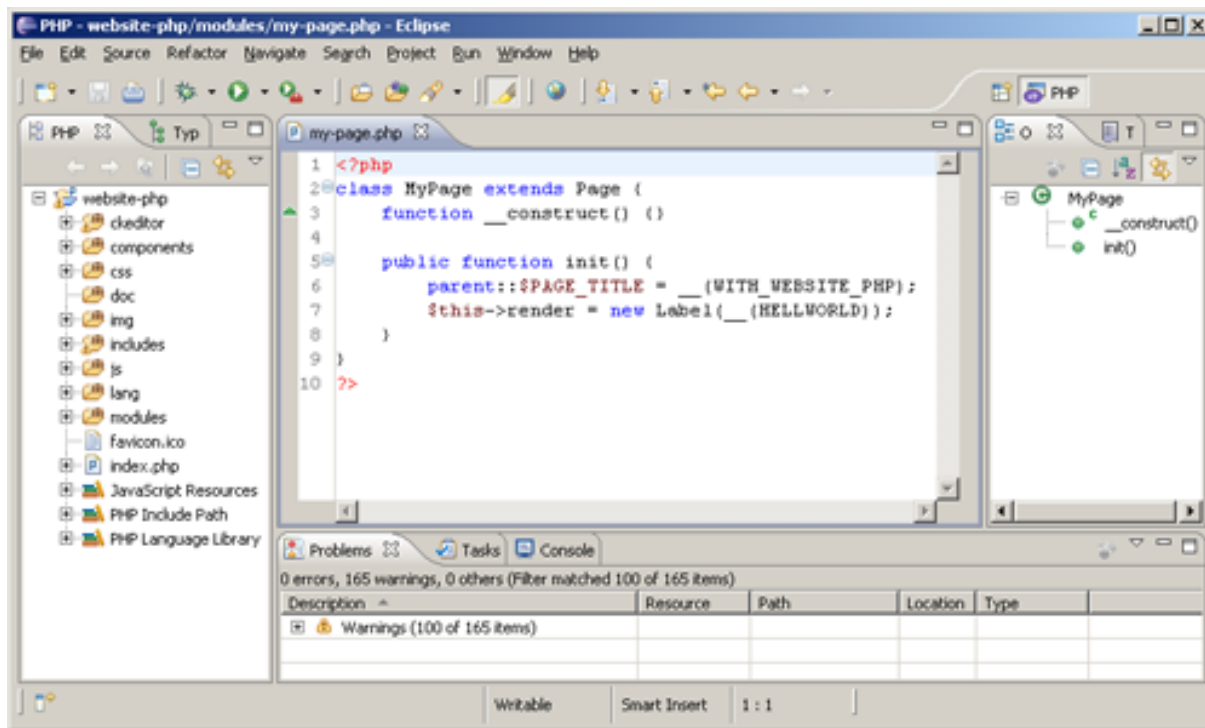 PHP - website-php/modules/my-page.php - Eclipse
File Edit Source Refactor Navigate Search Project Run Window Help
PHP
PHP Typ
website-php
ckeditor
components
css
doc
img
includes
js
lang
modules
favicon.ico
index.php
JavaScript Resources
PHP Include Path
PHP Language Library
my-page.php
1 <?php
2 class MyPage extends Page {
3 function __construct() {}
4
5 public function init() {
6 parent::$PAGE_TITLE = __(WITH_WEBSITE_PHP);
7 $this->render = new Label(__(HELLWORLD));
8 }
9 }
10 ?>
O T
MyPage
__construct()
init()
Problems Tasks Console
0 errors, 165 warnings, 0 others (Filter matched 100 of 165 items)
Description Resource Path Location Type
Warnings (100 of 165 items)
Writable Smart Insert 1 : 1